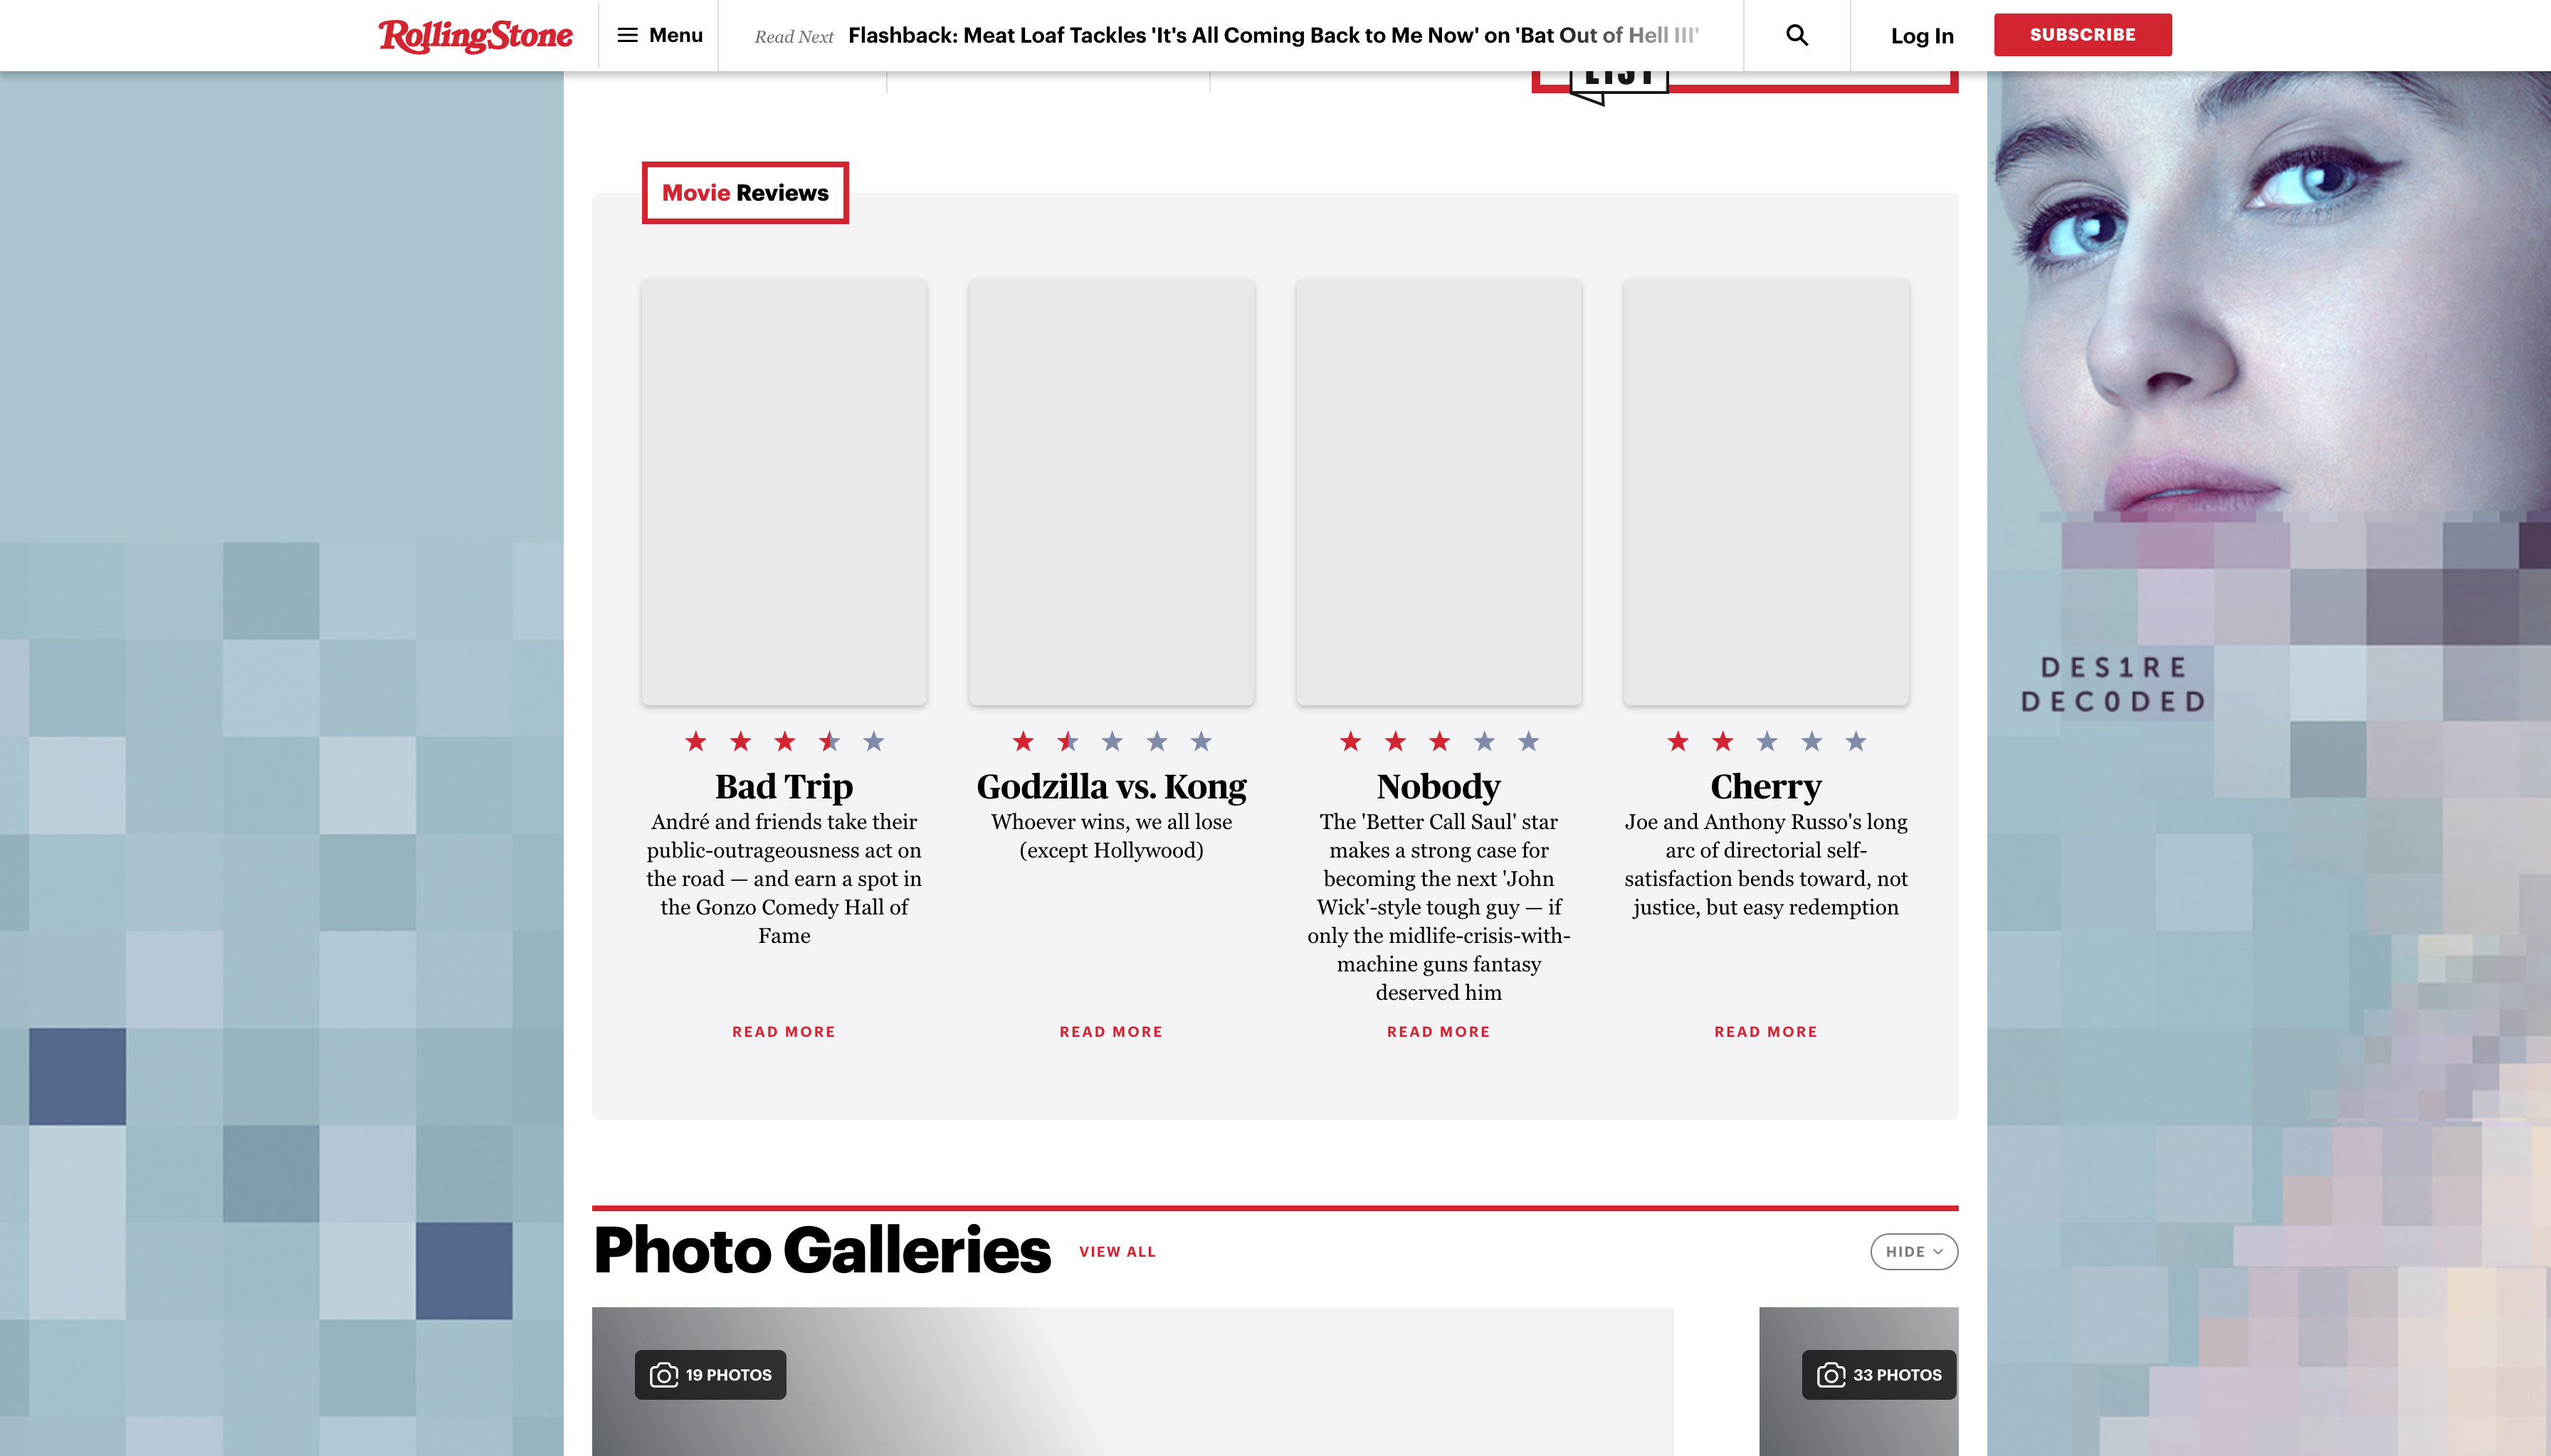 RollingStone
Menu
Read Next Flashback: Meat Loaf Tackles 'It's All Coming Back to Me Now' on 'Bat Out of Hell III'
Log In
SUBSCRIBE
LIST
Movie Reviews
Bad Trip
André and friends take their
public-outrageousness act on
the road — and earn a spot in
the Gonzo Comedy Hall of
Fame
READ MORE
Godzilla vs. Kong
Whoever wins, we all lose
(except Hollywood)
READ MORE
Nobody
The 'Better Call Saul' star
makes a strong case for
becoming the next 'John
Wick'-style tough guy — if
only the midlife-crisis-with-
machine guns fantasy
deserved him
READ MORE
Cherry
Joe and Anthony Russo's long
arc of directorial self-
satisfaction bends toward, not
justice, but easy redemption
READ MORE
DES1RE
DEC0DED
Photo Galleries
VIEW ALL
HIDE
19 PHOTOS
33 PHOTOS